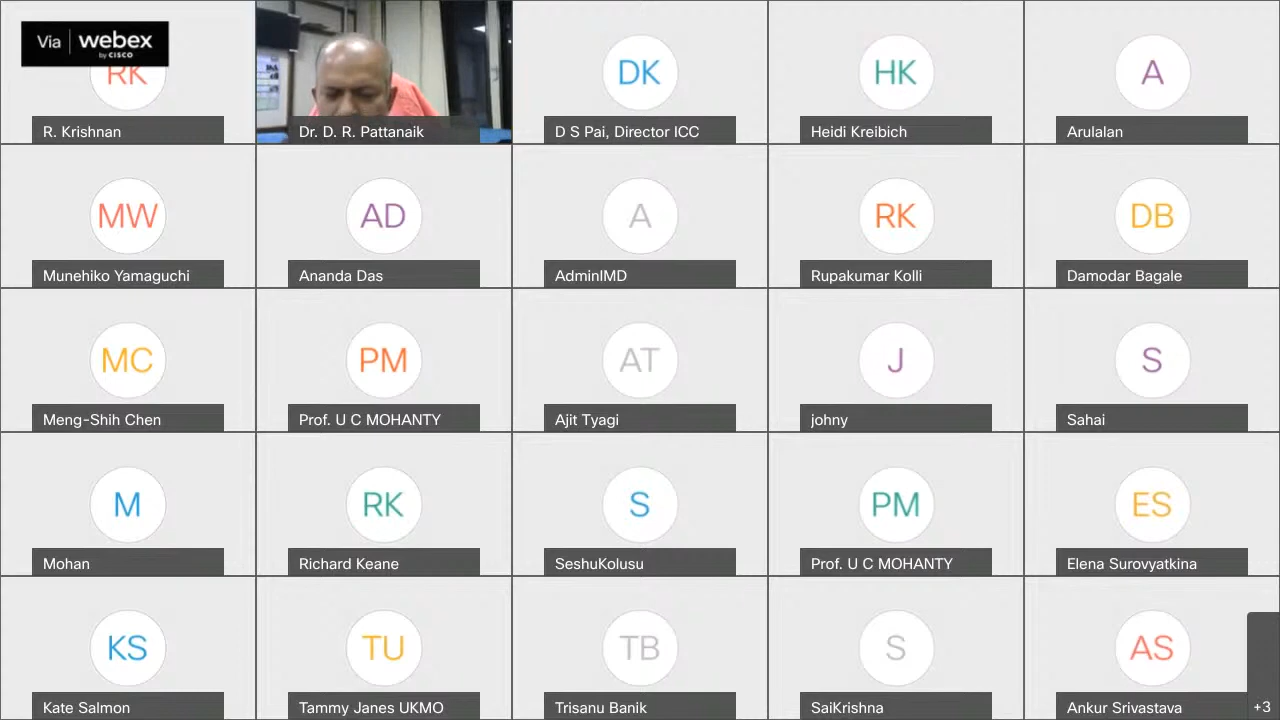 Via webex
by CISCO
RK
R. Krishnan
Dr. D. R. Pattanaik
DK
D S Pai, Director ICC
HK
Heidi Kreibich
A
Arulalan
MW
Munehiko Yamaguchi
AD
Ananda Das
A
AdminIMD
RK
Rupakumar Kolli
DB
Damodar Bagale
MC
Meng-Shih Chen
PM
Prof. U C MOHANTY
AT
Ajit Tyagi
J
johny
S
Sahai
M
Mohan
RK
Richard Keane
S
SeshuKolusu
PM
Prof. U C MOHANTY
ES
Elena Surovyatkina
KS
Kate Salmon
TU
Tammy Janes UKMO
TB
Trisanu Banik
S
SaiKrishna
AS
Ankur Srivastava
+3